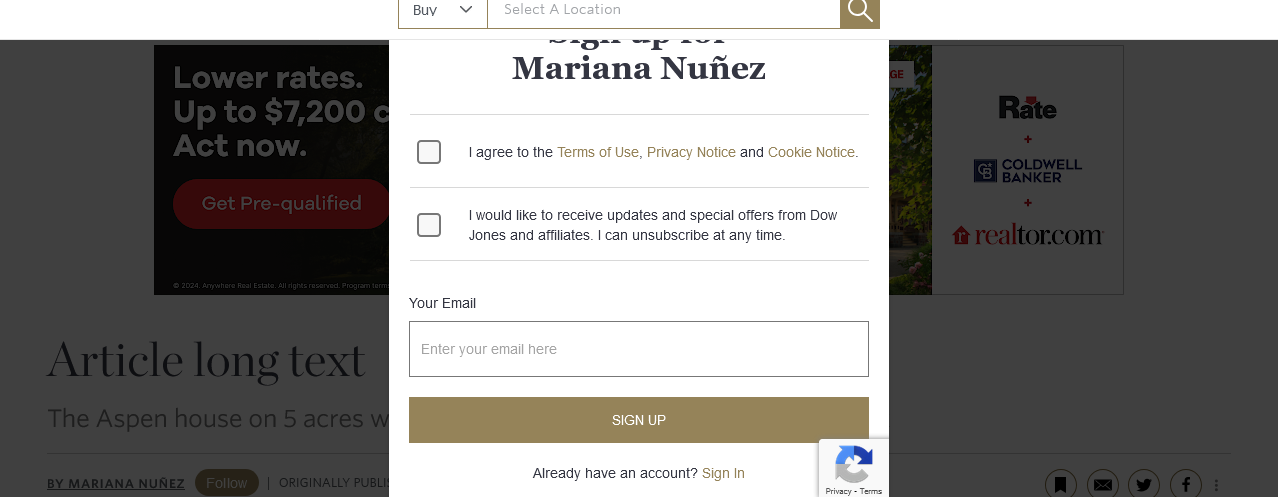 Buy
Select A Location
Sign up for
Mariana Nuñez
Lower rates.
Up to $7,200 c
Act now.
Get Pre-qualified
© 2024. Anywhere Real Estate. All rights reserved. Program terms
GE
Rate
+
CB
COLDWELL
BANKER
+
realtor.com
I agree to the Terms of Use, Privacy Notice and Cookie Notice.
I would like to receive updates and special offers from Dow
Jones and affiliates. I can unsubscribe at any time.
Your Email
Enter your email here
SIGN UP
Already have an account? Sign In
Privacy - Terms
Article long text
The Aspen house on 5 acres w
BY MARIANA NUÑEZ
Follow
| ORIGINALLY PUBLIS